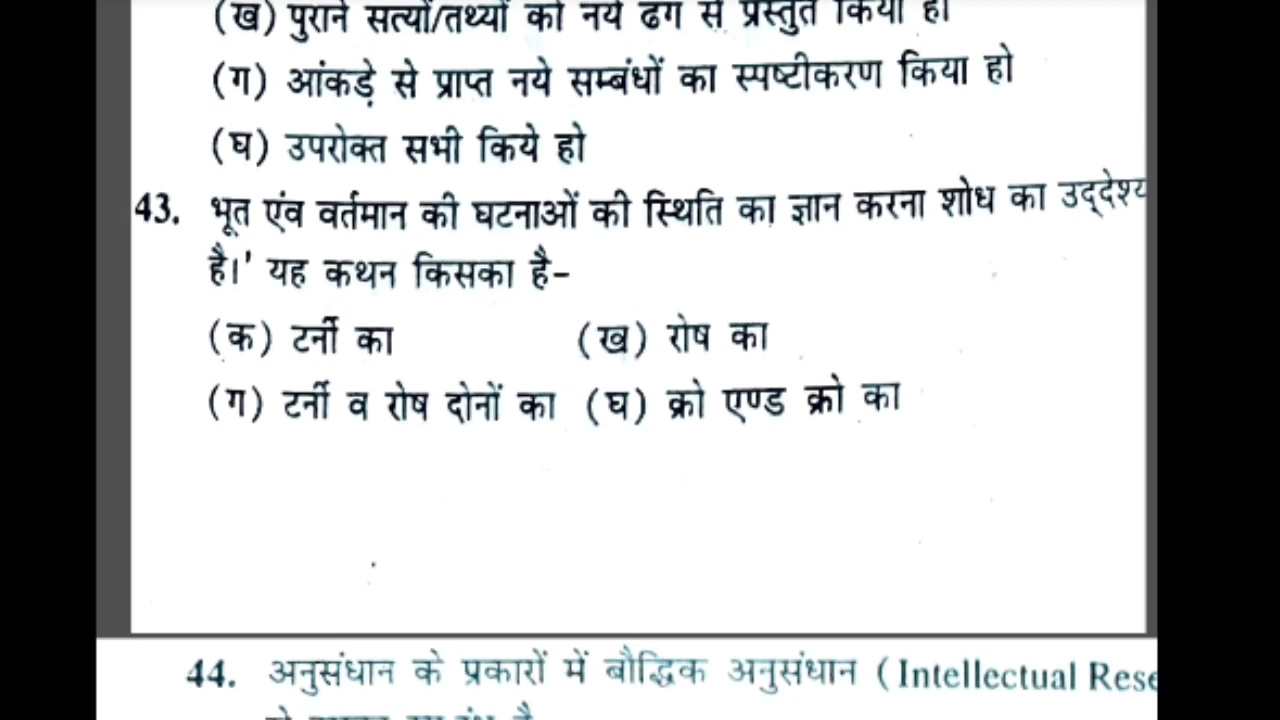 (ख) पुराने सत्यों/तथ्यों को नये ढंग से प्रस्तुत किया हो
(ग) आंकड़े से प्राप्त नये सम्बंधों का स्पष्टीकरण किया हो
(घ) उपरोक्त सभी किये हो
43. भूत एंव वर्तमान की घटनाओं की स्थिति का ज्ञान करना शोध का उद्देश्य
है।' यह कथन किसका है-
(क) टर्नी का (ख) रोष का
(ग) टर्नी व रोष दोनों का (घ) क्रो एण्ड क्रो का
44. अनुसंधान के प्रकारों में बौद्धिक अनुसंधान (Intellectual Rese